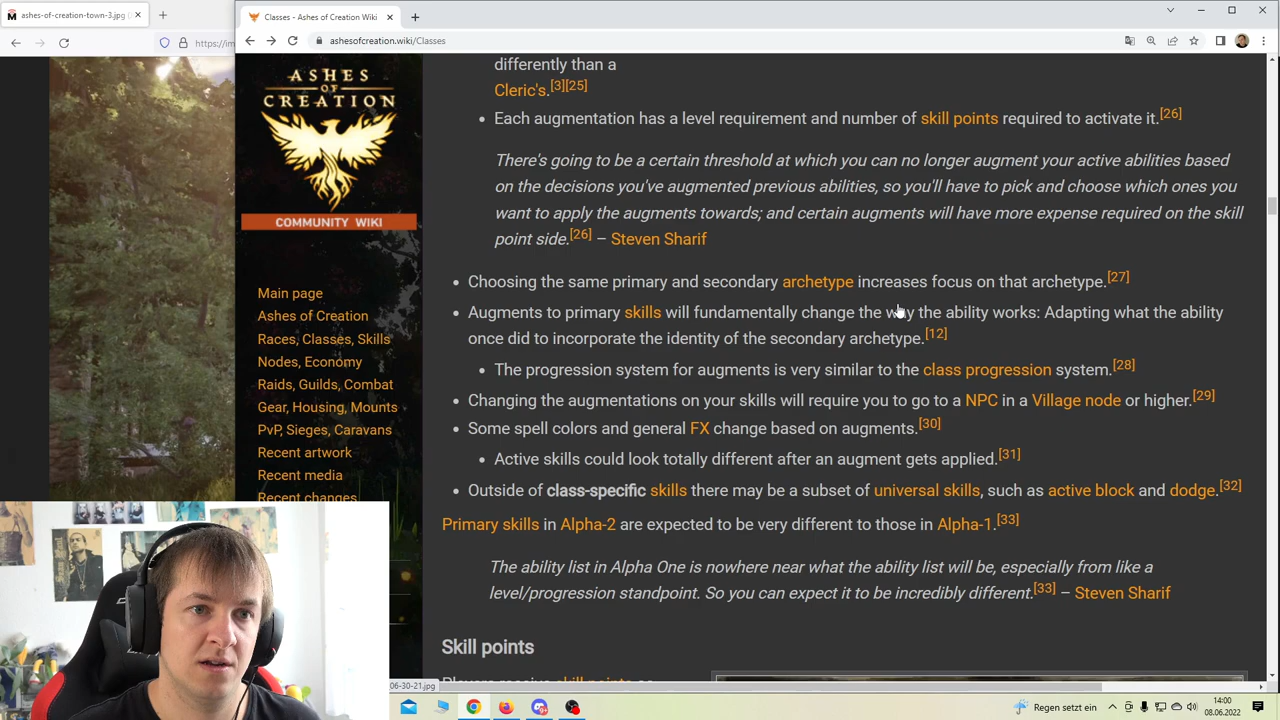 ashes-of-creation-town-3.jpg
Classes - Ashes of Creation Wiki
https://im
ashesofcreation.wiki/Classes
ASHES
OF
CREATION
COMMUNITY WIKI
Main page
Ashes of Creation
Races, Classes, Skills
Nodes, Economy
Raids, Guilds, Combat
Gear, Housing, Mounts
PvP, Sieges, Caravans
Recent artwork
Recent media
Recent changes
differently than a
Cleric's.[3][25]
Each augmentation has a level requirement and number of skill points required to activate it.[26]
There's going to be a certain threshold at which you can no longer augment your active abilities based
on the decisions you've augmented previous abilities, so you'll have to pick and choose which ones you
want to apply the augments towards; and certain augments will have more expense required on the skill
point side.[26] – Steven Sharif
Choosing the same primary and secondary archetype increases focus on that archetype.[27]
Augments to primary skills will fundamentally change the way the ability works: Adapting what the ability
once did to incorporate the identity of the secondary archetype.[12]
The progression system for augments is very similar to the class progression system.[28]
Changing the augmentations on your skills will require you to go to a NPC in a Village node or higher.[29]
Some spell colors and general FX change based on augments.[30]
Active skills could look totally different after an augment gets applied.[31]
Outside of class-specific skills there may be a subset of universal skills, such as active block and dodge.[32]
Primary skills in Alpha-2 are expected to be very different to those in Alpha-1.[33]
The ability list in Alpha One is nowhere near what the ability list will be, especially from like a
level/progression standpoint. So you can expect it to be incredibly different.[33] – Steven Sharif
Skill points
Players receive skill points as
06-30-21.jpg
Regen setzt ein
14:00
08.06.2022